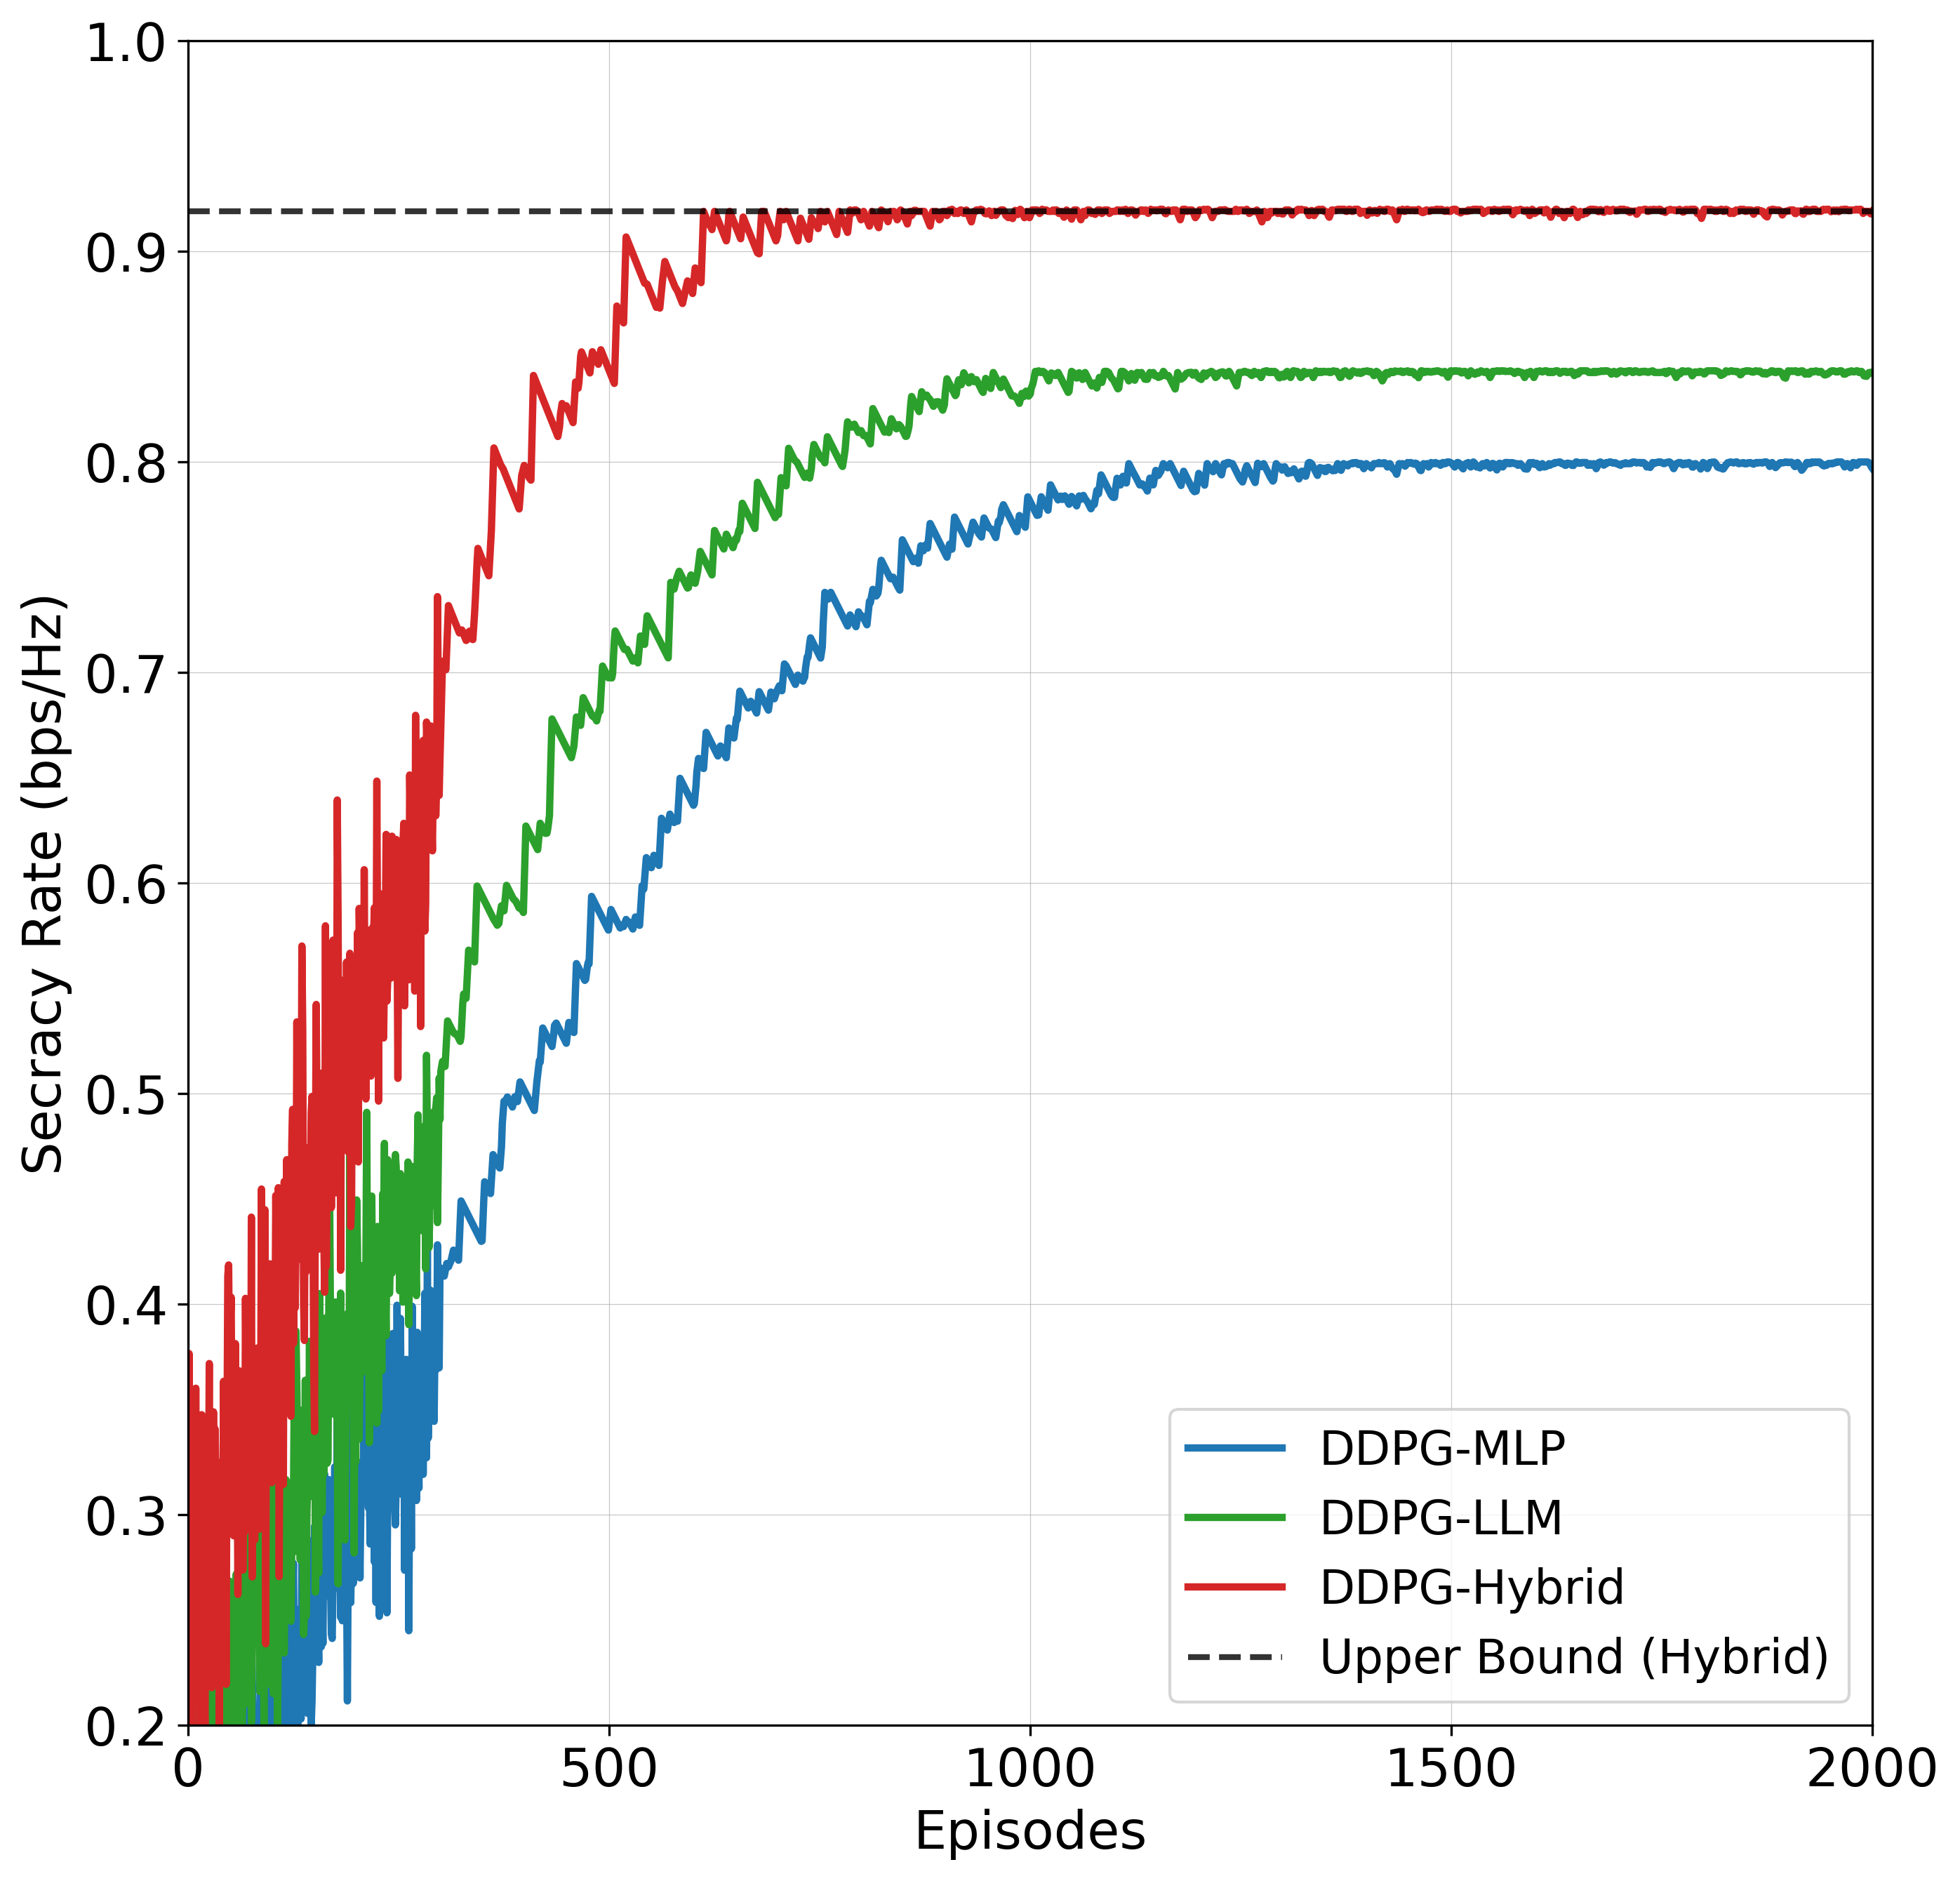 1.0
0.9
0.8
0.7
0.6
0.5
0.4
0.3
0.2
Secracy Rate (bps/Hz)
0
500
1000
1500
2000
Episodes
DDPG-MLP
DDPG-LLM
DDPG-Hybrid
Upper Bound (Hybrid)